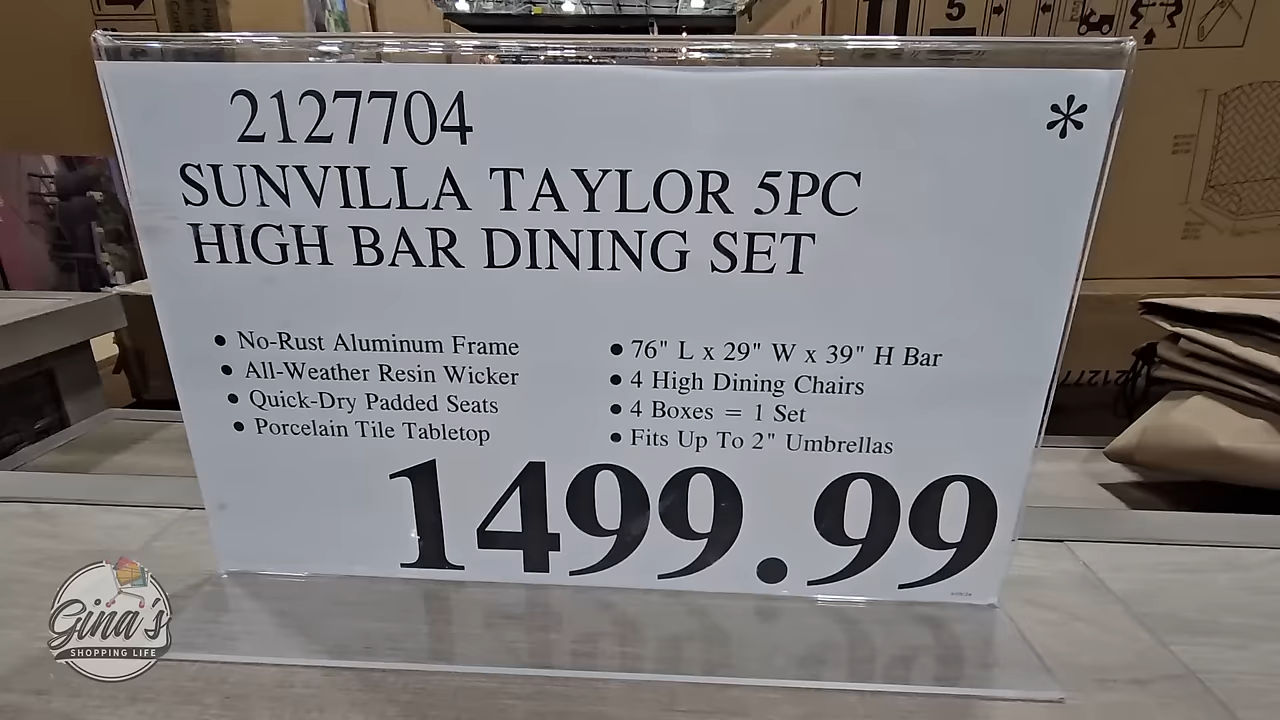 5
2127704
*
SUNVILLA TAYLOR 5PC
HIGH BAR DINING SET
• No-Rust Aluminum Frame
• All-Weather Resin Wicker
• Quick-Dry Padded Seats
• Porcelain Tile Tabletop
• 76" L x 29" W x 39" H Bar
• 4 High Dining Chairs
• 4 Boxes = 1 Set
• Fits Up To 2" Umbrellas
1499.99
Gina's
SHOPPING LIFE